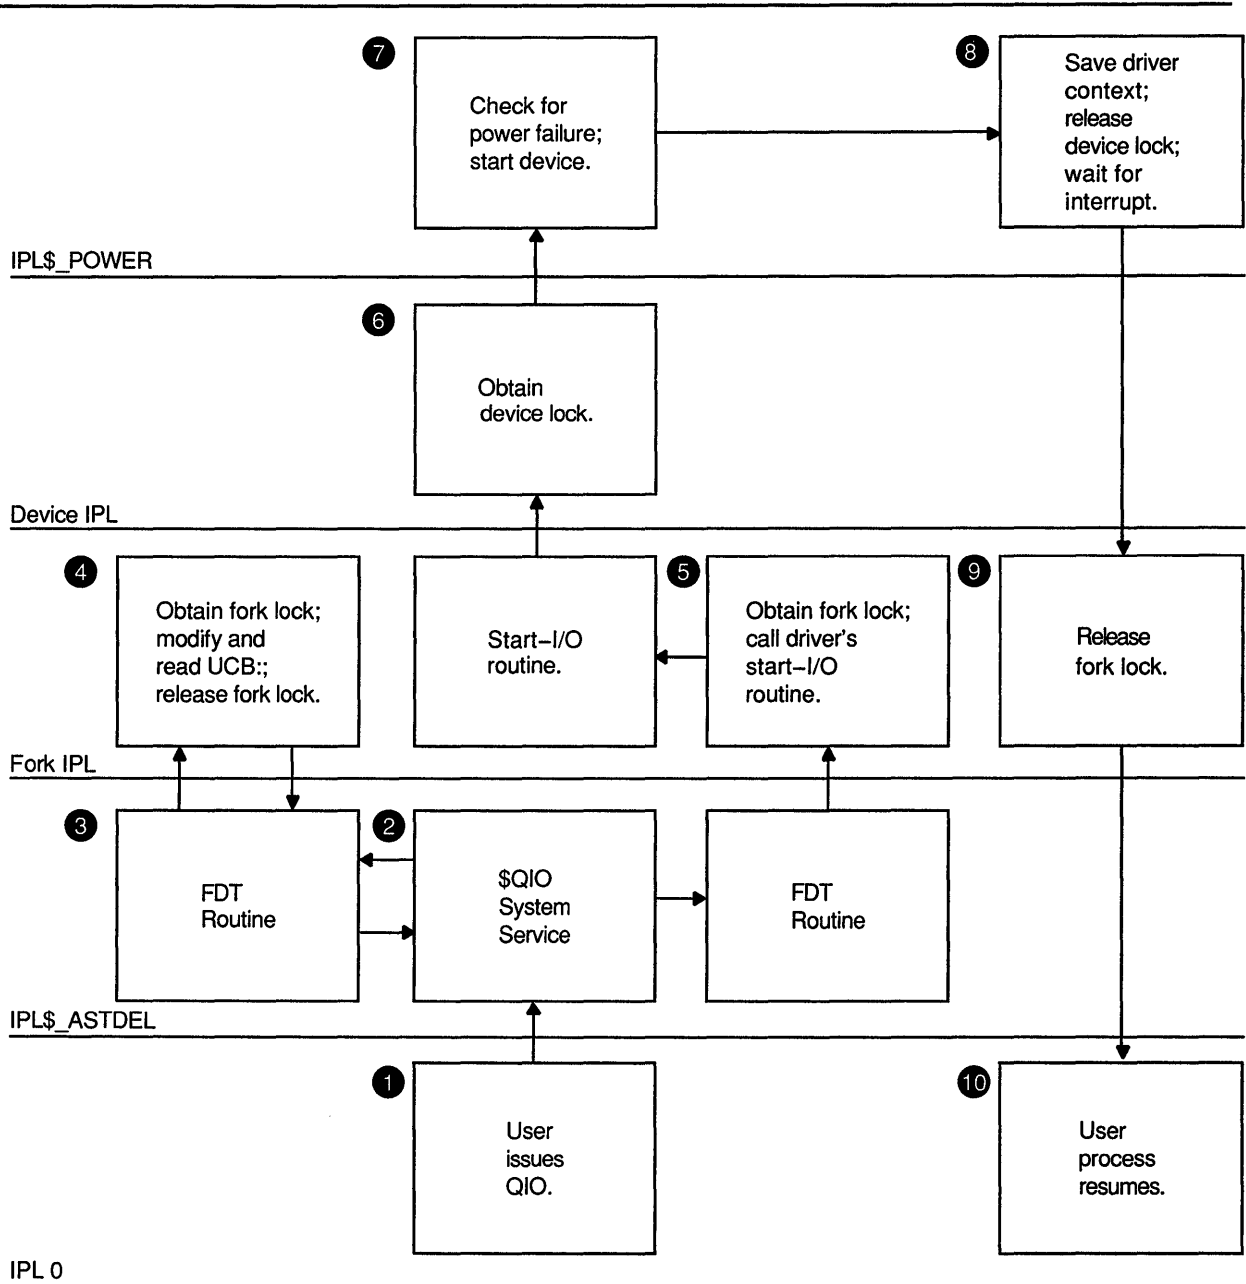 7
Check for
power failure;
start device.
8
Save driver
context;
release
device lock;
wait for
interrupt.
IPL$_POWER
6
Obtain
device lock.
Device IPL
4
Obtain fork lock;
modify and
read UCB:;
release fork lock.
Start–I/O
routine.
5
Obtain fork lock;
call driver's
start–I/O
routine.
9
Release
fork lock.
Fork IPL
3
FDT
Routine
2
$QIO
System
Service
FDT
Routine
IPL$_ASTDEL
1
User
issues
QIO.
10
User
process
resumes.
IPL 0